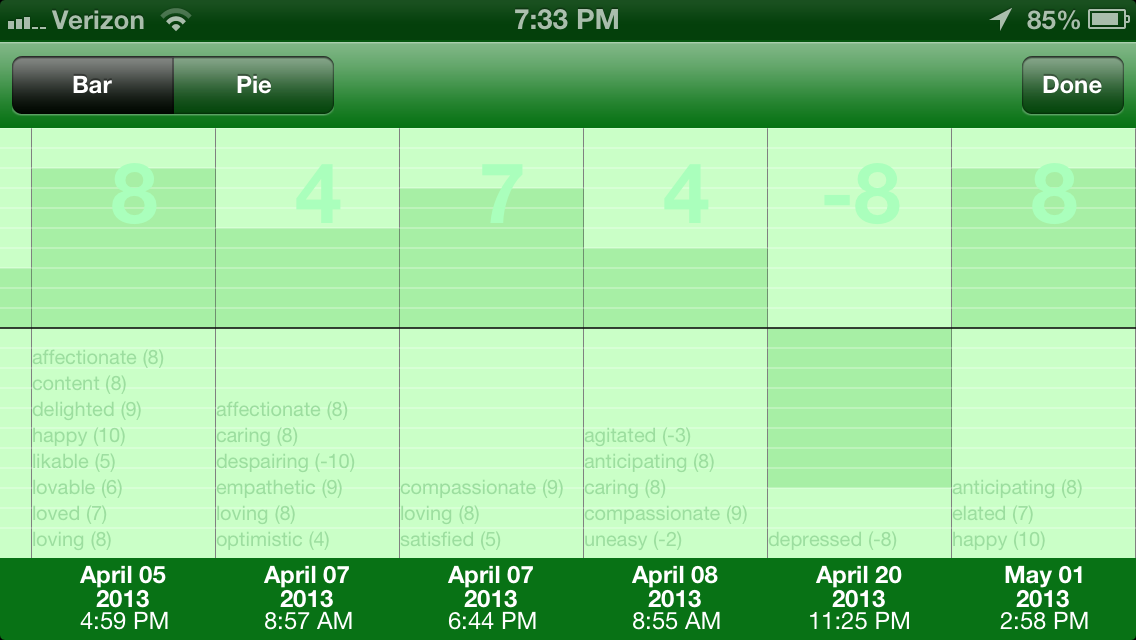 Verizon 7:33 PM 85%
Bar Pie Done
8 4 7 4 -8 8
affectionate (8)
content (8)
delighted (9)
happy (10)
likable (5)
lovable (6)
loved (7)
loving (8)
affectionate (8)
caring (8)
despairing (-10)
empathetic (9)
loving (8)
optimistic (4)
compassionate (9)
loving (8)
satisfied (5)
agitated (-3)
anticipating (8)
caring (8)
compassionate (9)
uneasy (-2)
depressed (-8)
anticipating (8)
elated (7)
happy (10)
April 05
2013
4:59 PM
April 07
2013
8:57 AM
April 07
2013
6:44 PM
April 08
2013
8:55 AM
April 20
2013
11:25 PM
May 01
2013
2:58 PM